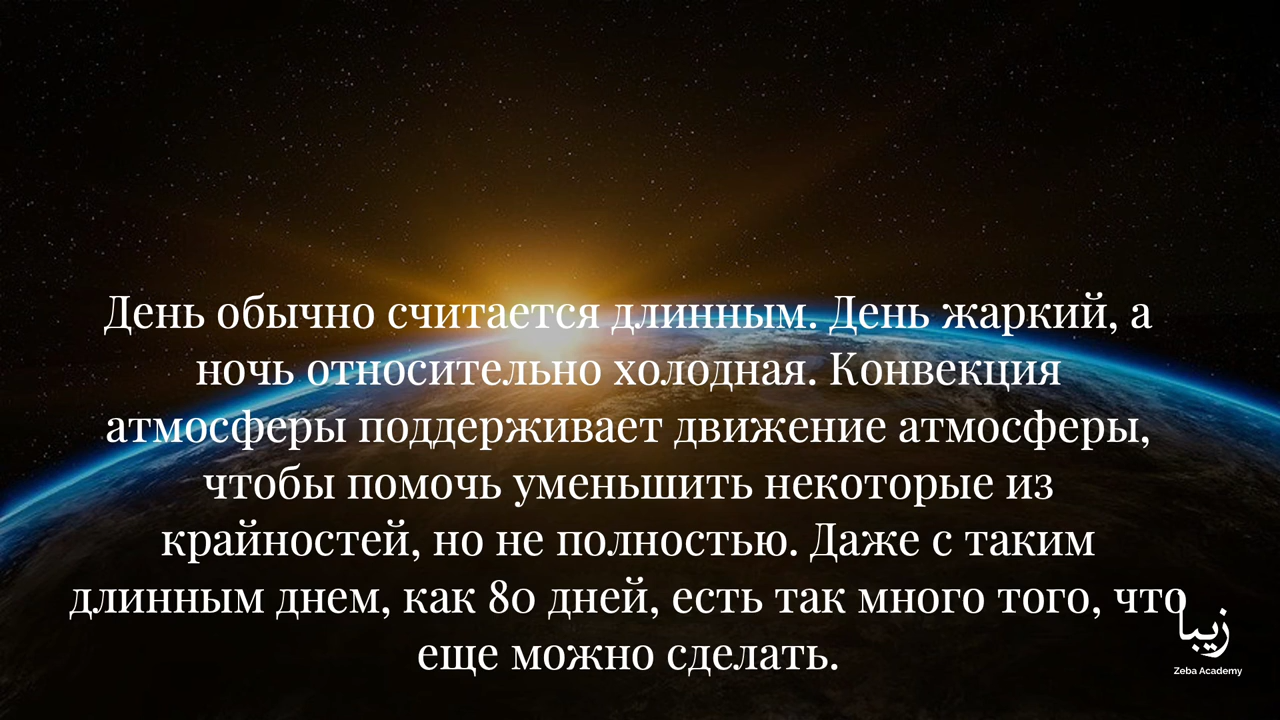 День обычно считается длинным. День жаркий, а
ночь относительно холодная. Конвекция
атмосферы поддерживает движение атмосферы,
чтобы помочь уменьшить некоторые из
крайностей, но не полностью. Даже с таким
длинным днем, как 80 дней, есть так много того, что
еще можно сделать.
زیبا
Zeba Academy